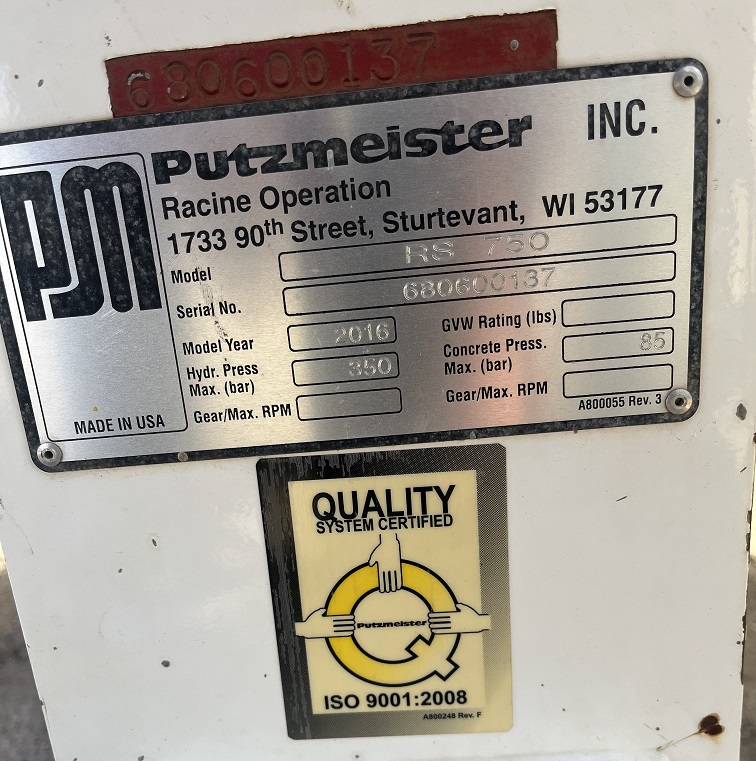 680600137
Putzmeister INC.
PM
Racine Operation
1733 90th Street, Sturtevant, WI 53177
Model RS 750
Serial No. 680600137
Model Year 2016
GVW Rating (lbs)
Hydr. Press Max. (bar) 350
Concrete Press. Max. (bar) 85
Gear/Max. RPM
Gear/Max. RPM
MADE IN USA
A800055 Rev. 3
QUALITY
SYSTEM CERTIFIED
Putzmeister
ISO 9001:2008
A800248 Rev. F